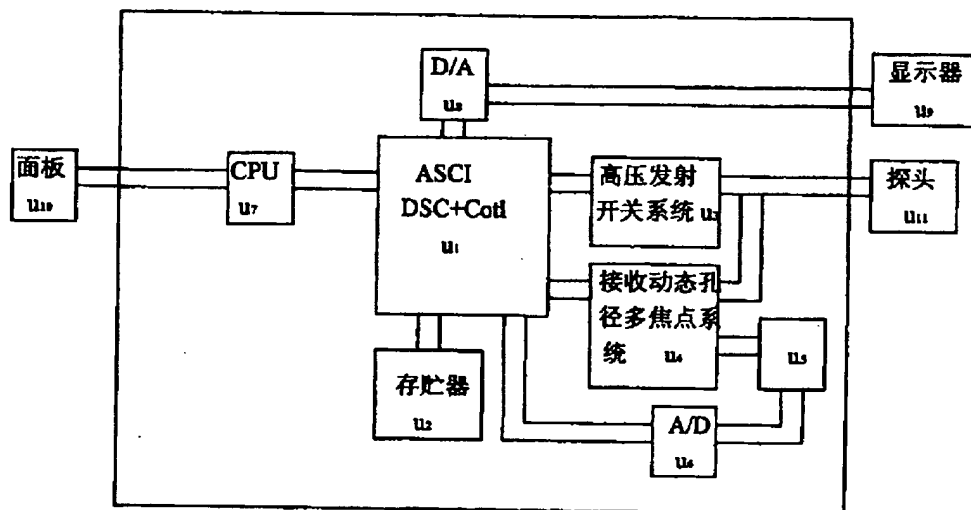 D/A
u8
显示器
u9
面板
u10
CPU
u7
ASCI
DSC+Cotl
u1
高压发射
开关系统 u3
探头
u11
接收动态孔
径多焦点系
统 u4
u5
存贮器
u2
A/D
u6